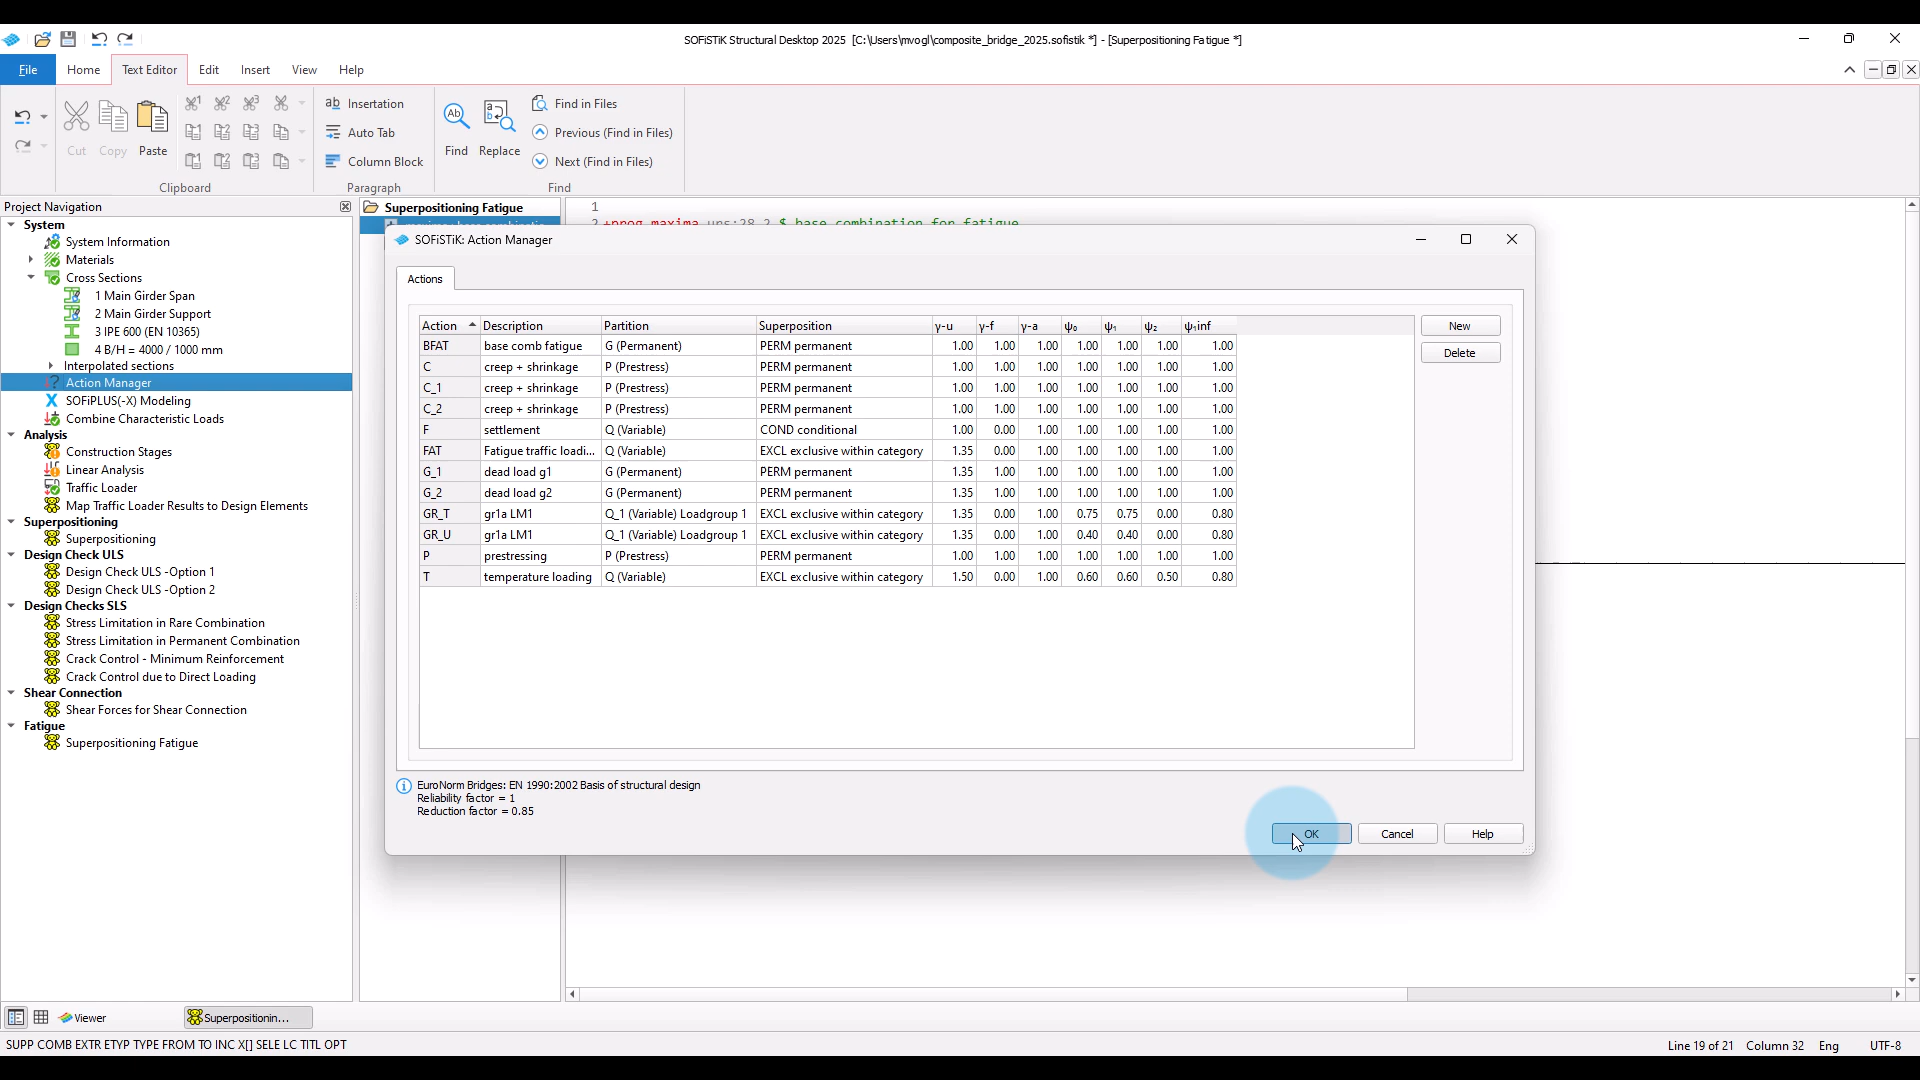 SOFiSTiK Structural Desktop 2025 [C:\Users\mvogl\composite_bridge_2025.sofistik *] - [Superpositioning Fatigue *]
File Home Text Editor Edit Insert View Help
Cut Copy Paste
Clipboard
ab Insertation
Auto Tab
Column Block
Paragraph
Find Replace
Find in Files
Previous (Find in Files)
Next (Find in Files)
Find
Project Navigation
System
System Information
Materials
Cross Sections
1 Main Girder Span
2 Main Girder Support
3 IPE 600 (EN 10365)
4 B/H = 4000 / 1000 mm
Interpolated sections
Action Manager
SOFiPLUS(-X) Modeling
Combine Characteristic Loads
Analysis
Construction Stages
Linear Analysis
Traffic Loader
Map Traffic Loader Results to Design Elements
Superpositioning
Superpositioning
Design Check ULS
Design Check ULS -Option 1
Design Check ULS -Option 2
Design Checks SLS
Stress Limitation in Rare Combination
Stress Limitation in Permanent Combination
Crack Control - Minimum Reinforcement
Crack Control due to Direct Loading
Shear Connection
Shear Forces for Shear Connection
Fatigue
Superpositioning Fatigue
Superpositioning Fatigue
1
2 +prog maxima urs:28.2 $ base combination for fatigue
SOFiSTiK: Action Manager
Actions
Action Description Partition Superposition γ-u γ-f γ-a ψ₀ ψ₁ ψ₂ ψ₁inf
BFAT base comb fatigue G (Permanent) PERM permanent 1.00 1.00 1.00 1.00 1.00 1.00 1.00
C creep + shrinkage P (Prestress) PERM permanent 1.00 1.00 1.00 1.00 1.00 1.00 1.00
C_1 creep + shrinkage P (Prestress) PERM permanent 1.00 1.00 1.00 1.00 1.00 1.00 1.00
C_2 creep + shrinkage P (Prestress) PERM permanent 1.00 1.00 1.00 1.00 1.00 1.00 1.00
F settlement Q (Variable) COND conditional 1.00 0.00 1.00 1.00 1.00 1.00 1.00
FAT Fatigue traffic loadi... Q (Variable) EXCL exclusive within category 1.35 0.00 1.00 1.00 1.00 1.00 1.00
G_1 dead load g1 G (Permanent) PERM permanent 1.35 1.00 1.00 1.00 1.00 1.00 1.00
G_2 dead load g2 G (Permanent) PERM permanent 1.35 1.00 1.00 1.00 1.00 1.00 1.00
GR_T gr1a LM1 Q_1 (Variable) Loadgroup 1 EXCL exclusive within category 1.35 0.00 1.00 0.75 0.75 0.00 0.80
GR_U gr1a LM1 Q_1 (Variable) Loadgroup 1 EXCL exclusive within category 1.35 0.00 1.00 0.40 0.40 0.00 0.80
P prestressing P (Prestress) PERM permanent 1.00 1.00 1.00 1.00 1.00 1.00 1.00
T temperature loading Q (Variable) EXCL exclusive within category 1.50 0.00 1.00 0.60 0.60 0.50 0.80
New
Delete
EuroNorm Bridges: EN 1990:2002 Basis of structural design
Reliability factor = 1
Reduction factor = 0.85
OK Cancel Help
Viewer Superpositionin...
SUPP COMB EXTR ETYP TYPE FROM TO INC X[] SELE LC TITL OPT Line 19 of 21 Column 32 Eng UTF-8